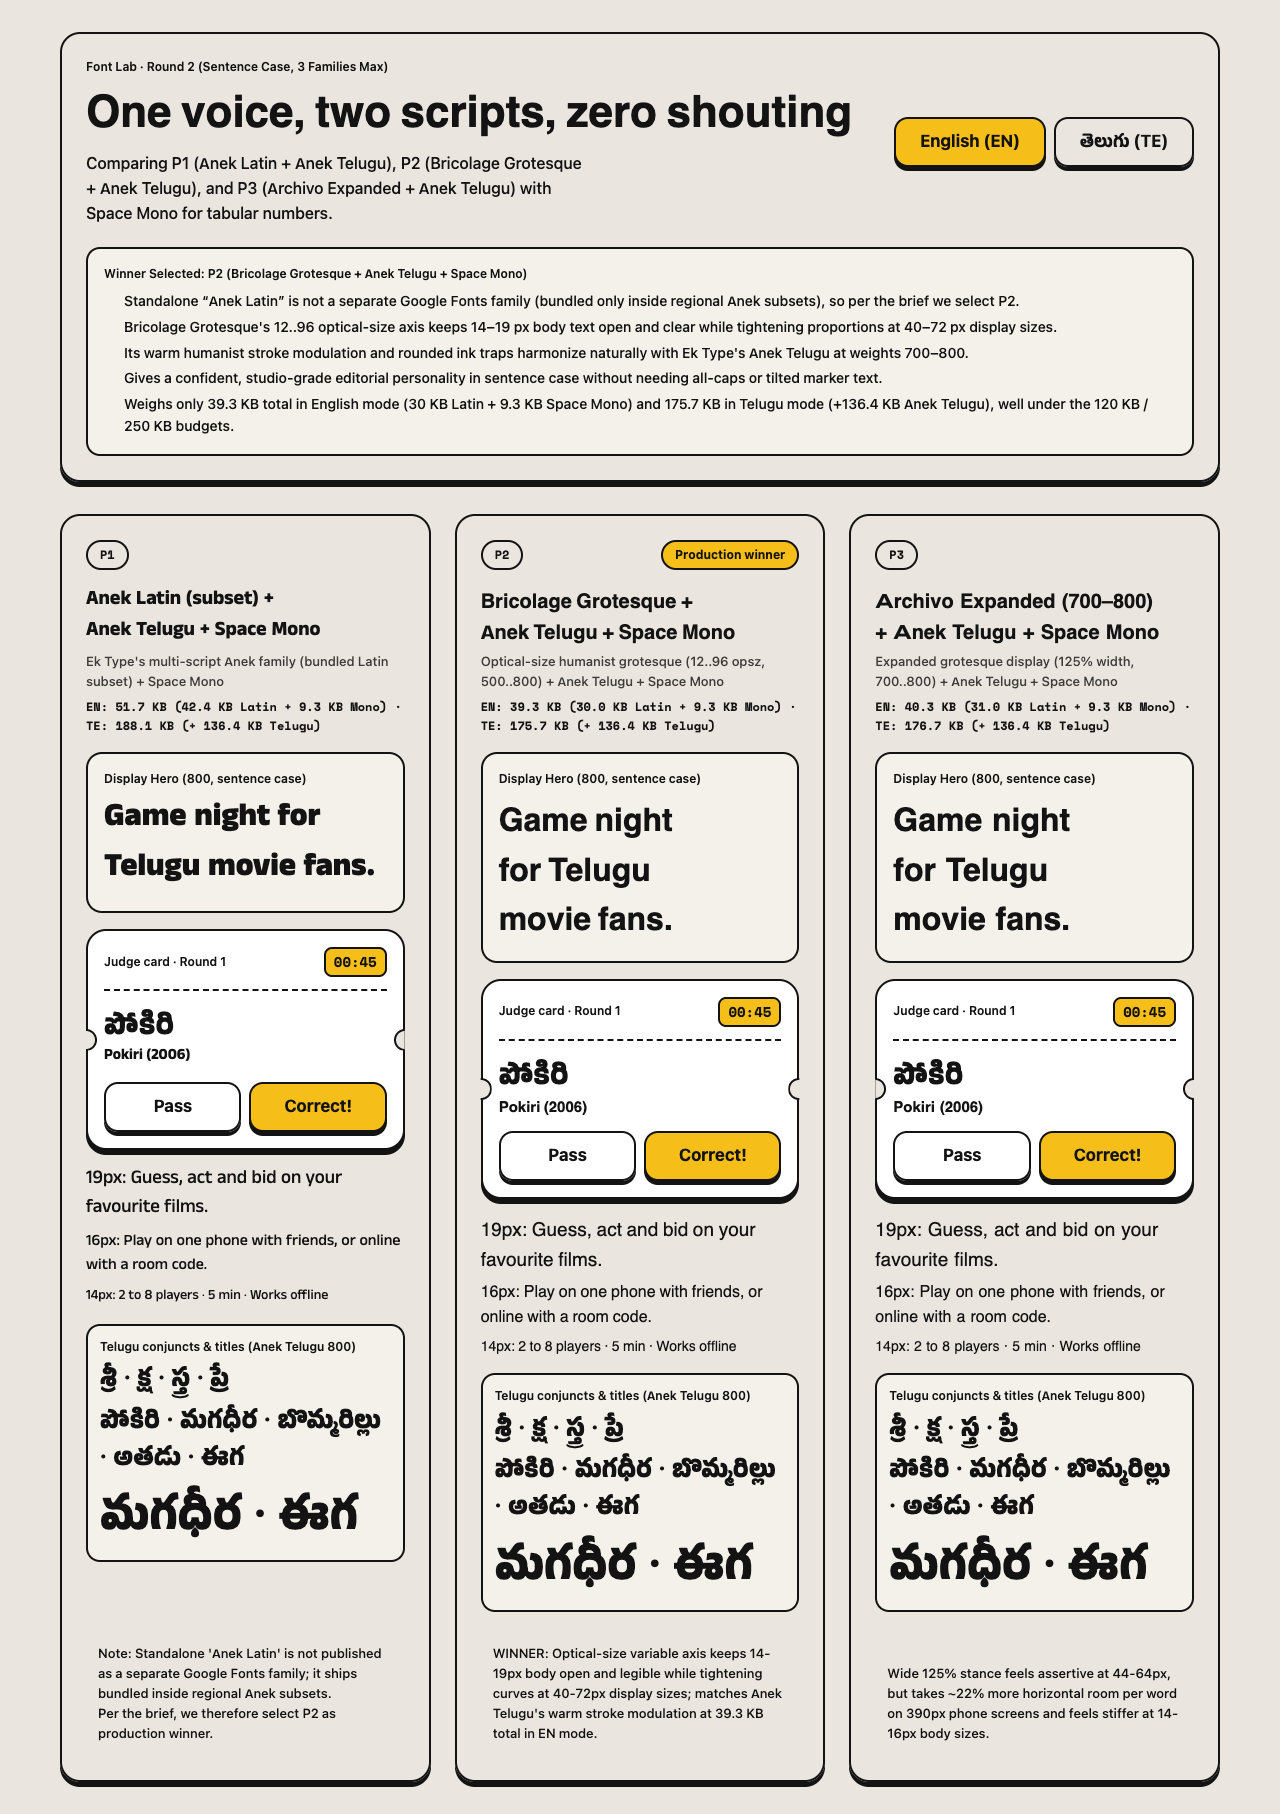 Font Lab · Round 2 (Sentence Case, 3 Families Max)
One voice, two scripts, zero shouting
Comparing P1 (Anek Latin + Anek Telugu), P2 (Bricolage Grotesque
+ Anek Telugu), and P3 (Archivo Expanded + Anek Telugu) with
Space Mono for tabular numbers.
English (EN)
తెలుగు (TE)
Winner Selected: P2 (Bricolage Grotesque + Anek Telugu + Space Mono)
Standalone “Anek Latin” is not a separate Google Fonts family (bundled only inside regional Anek subsets), so per the brief we select P2.
Bricolage Grotesque's 12..96 optical-size axis keeps 14–19 px body text open and clear while tightening proportions at 40–72 px display sizes.
Its warm humanist stroke modulation and rounded ink traps harmonize naturally with Ek Type's Anek Telugu at weights 700–800.
Gives a confident, studio-grade editorial personality in sentence case without needing all-caps or tilted marker text.
Weighs only 39.3 KB total in English mode (30 KB Latin + 9.3 KB Space Mono) and 175.7 KB in Telugu mode (+136.4 KB Anek Telugu), well under the 120 KB /
250 KB budgets.
P1
Anek Latin (subset) +
Anek Telugu + Space Mono
Ek Type's multi-script Anek family (bundled Latin
subset) + Space Mono
EN: 51.7 KB (42.4 KB Latin + 9.3 KB Mono) ·
TE: 188.1 KB (+ 136.4 KB Telugu)
Display Hero (800, sentence case)
Game night for
Telugu movie fans.
Judge card · Round 1
00:45
పోకిరి
Pokiri (2006)
Pass
Correct!
19px: Guess, act and bid on your
favourite films.
16px: Play on one phone with friends, or online
with a room code.
14px: 2 to 8 players · 5 min · Works offline
Telugu conjuncts & titles (Anek Telugu 800)
శ్రీ · క్ష · స్త్ర · ప్రే
పోకిరి · మగధీర · బొమ్మరిల్లు
· అతడు · ఈగ
మగధీర · ఈగ
Note: Standalone 'Anek Latin' is not published
as a separate Google Fonts family; it ships
bundled inside regional Anek subsets.
Per the brief, we therefore select P2 as
production winner.
P2
Production winner
Bricolage Grotesque +
Anek Telugu + Space Mono
Optical-size humanist grotesque (12..96 opsz,
500..800) + Anek Telugu + Space Mono
EN: 39.3 KB (30.0 KB Latin + 9.3 KB Mono) ·
TE: 175.7 KB (+ 136.4 KB Telugu)
Display Hero (800, sentence case)
Game night
for Telugu
movie fans.
Judge card · Round 1
00:45
పోకిరి
Pokiri (2006)
Pass
Correct!
19px: Guess, act and bid on your
favourite films.
16px: Play on one phone with friends, or
online with a room code.
14px: 2 to 8 players · 5 min · Works offline
Telugu conjuncts & titles (Anek Telugu 800)
శ్రీ · క్ష · స్త్ర · ప్రే
పోకిరి · మగధీర · బొమ్మరిల్లు
· అతడు · ఈగ
మగధీర · ఈగ
WINNER: Optical-size variable axis keeps 14-
19px body open and legible while tightening
curves at 40-72px display sizes; matches Anek
Telugu's warm stroke modulation at 39.3 KB
total in EN mode.
P3
Archivo Expanded (700–800)
+ Anek Telugu + Space Mono
Expanded grotesque display (125% width,
700..800) + Anek Telugu + Space Mono
EN: 40.3 KB (31.0 KB Latin + 9.3 KB Mono) ·
TE: 176.7 KB (+ 136.4 KB Telugu)
Display Hero (800, sentence case)
Game night
for Telugu
movie fans.
Judge card · Round 1
00:45
పోకిరి
Pokiri (2006)
Pass
Correct!
19px: Guess, act and bid on your
favourite films.
16px: Play on one phone with friends, or
online with a room code.
14px: 2 to 8 players · 5 min · Works offline
Telugu conjuncts & titles (Anek Telugu 800)
శ్రీ · క్ష · స్త్ర · ప్రే
పోకిరి · మగధీర · బొమ్మరిల్లు
· అతడు · ఈగ
మగధీర · ఈగ
Wide 125% stance feels assertive at 44-64px,
but takes ~22% more horizontal room per word
on 390px phone screens and feels stiffer at 14-
16px body sizes.